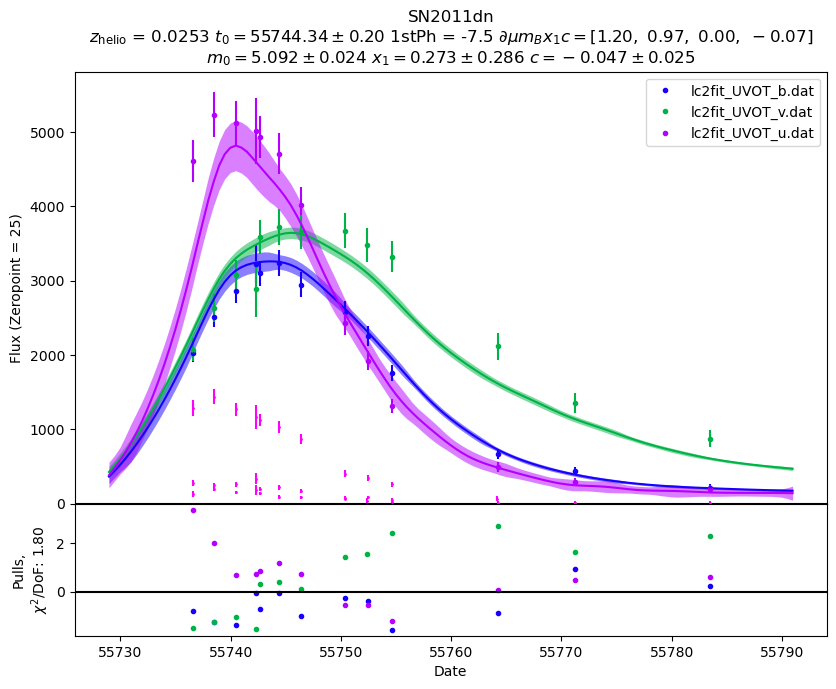 SN2011dn
z_helio = 0.0253 t_0 = 55744.34 ± 0.20 1stPh = -7.5 ∂μm_Bx_1c = [1.20, 0.97, 0.00, −0.07]
m_0 = 5.092 ± 0.024 x_1 = 0.273 ± 0.286 c = −0.047 ± 0.025
lc2fit_UVOT_b.dat
lc2fit_UVOT_v.dat
lc2fit_UVOT_u.dat
Flux (Zeropoint = 25)
5000
4000
3000
2000
1000
0
Pulls,
χ²/DoF: 1.80
2
0
55730 55740 55750 55760 55770 55780 55790
Date